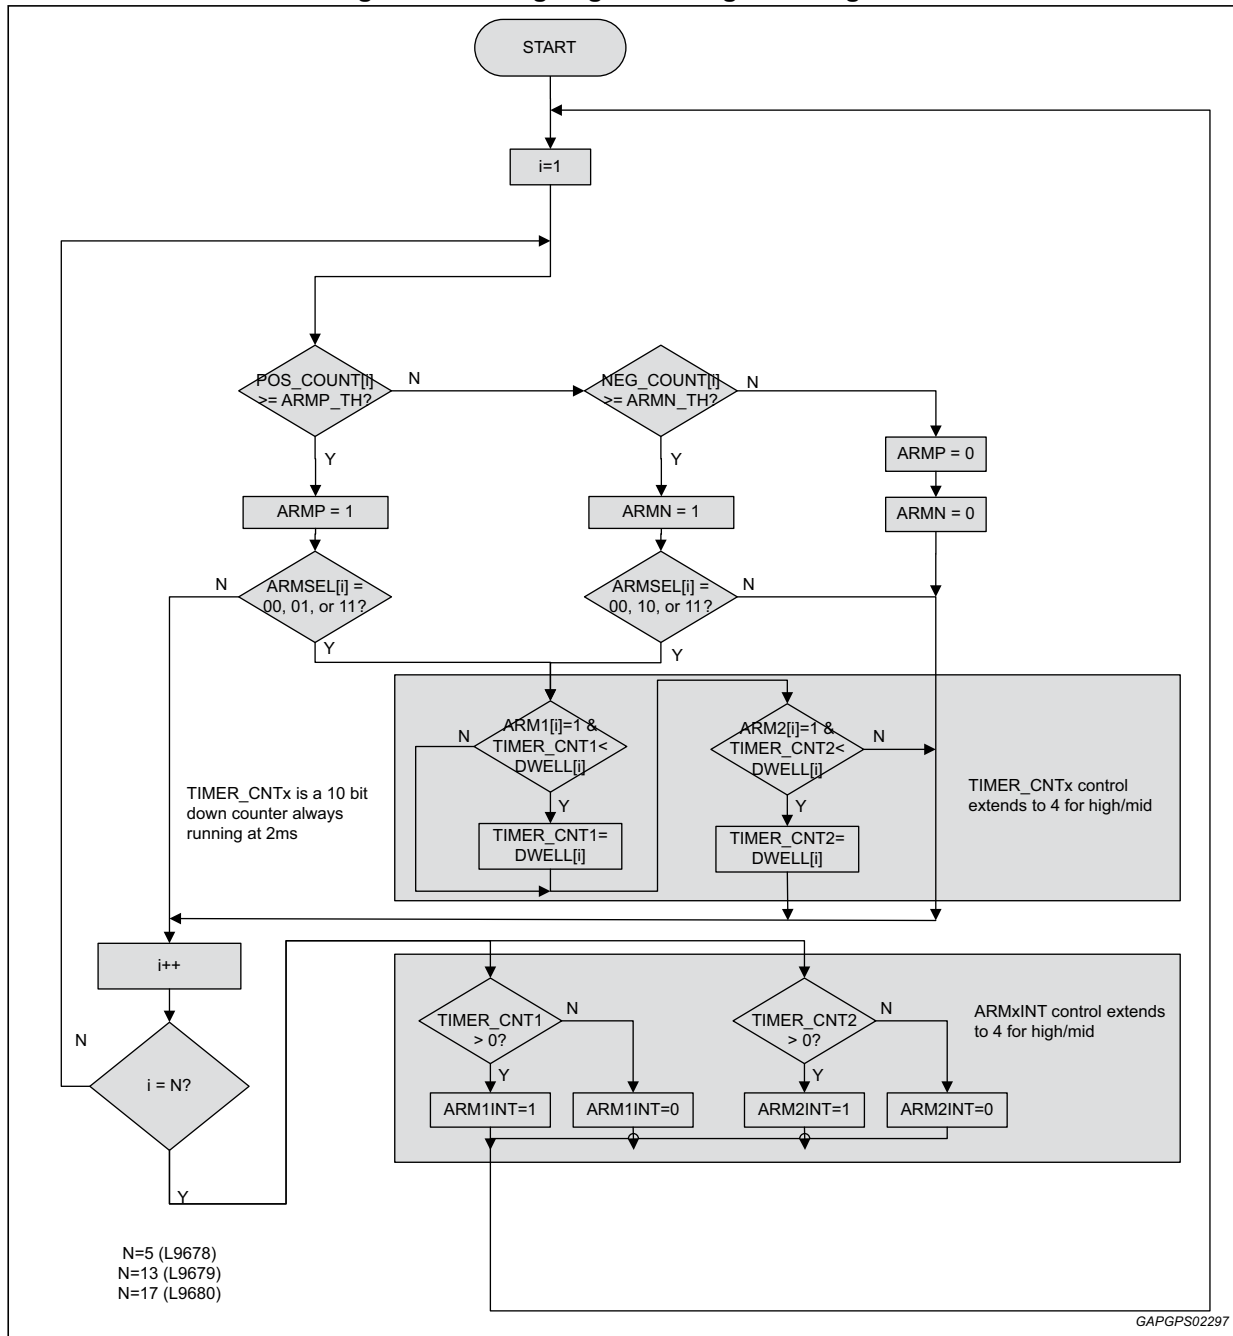 START
i=1
POS_COUNT[i]
>= ARMP_TH?
N
NEG_COUNT[i]
>= ARMN_TH?
N
Y
Y
ARMP = 0
ARMP = 1
ARMN = 1
ARMN = 0
N
ARMSEL[i] =
00, 01, or 11?
ARMSEL[i] =
00, 10, or 11?
N
Y
Y
N
ARM1[i]=1 &
TIMER_CNT1<
DWELL[i]
ARM2[i]=1 &
TIMER_CNT2<
DWELL[i]
N
TIMER_CNTx is a 10 bit
down counter always
running at 2ms
Y
Y
TIMER_CNTx control
extends to 4 for high/mid
TIMER_CNT1=
DWELL[i]
TIMER_CNT2=
DWELL[i]
i++
TIMER_CNT1
> 0?
N
TIMER_CNT2
> 0?
N
ARMxINT control extends
to 4 for high/mid
N
i = N?
Y
Y
ARM1INT=1
ARM1INT=0
ARM2INT=1
ARM2INT=0
Y
N=5 (L9678)
N=13 (L9679)
N=17 (L9680)
GAPGPS02297